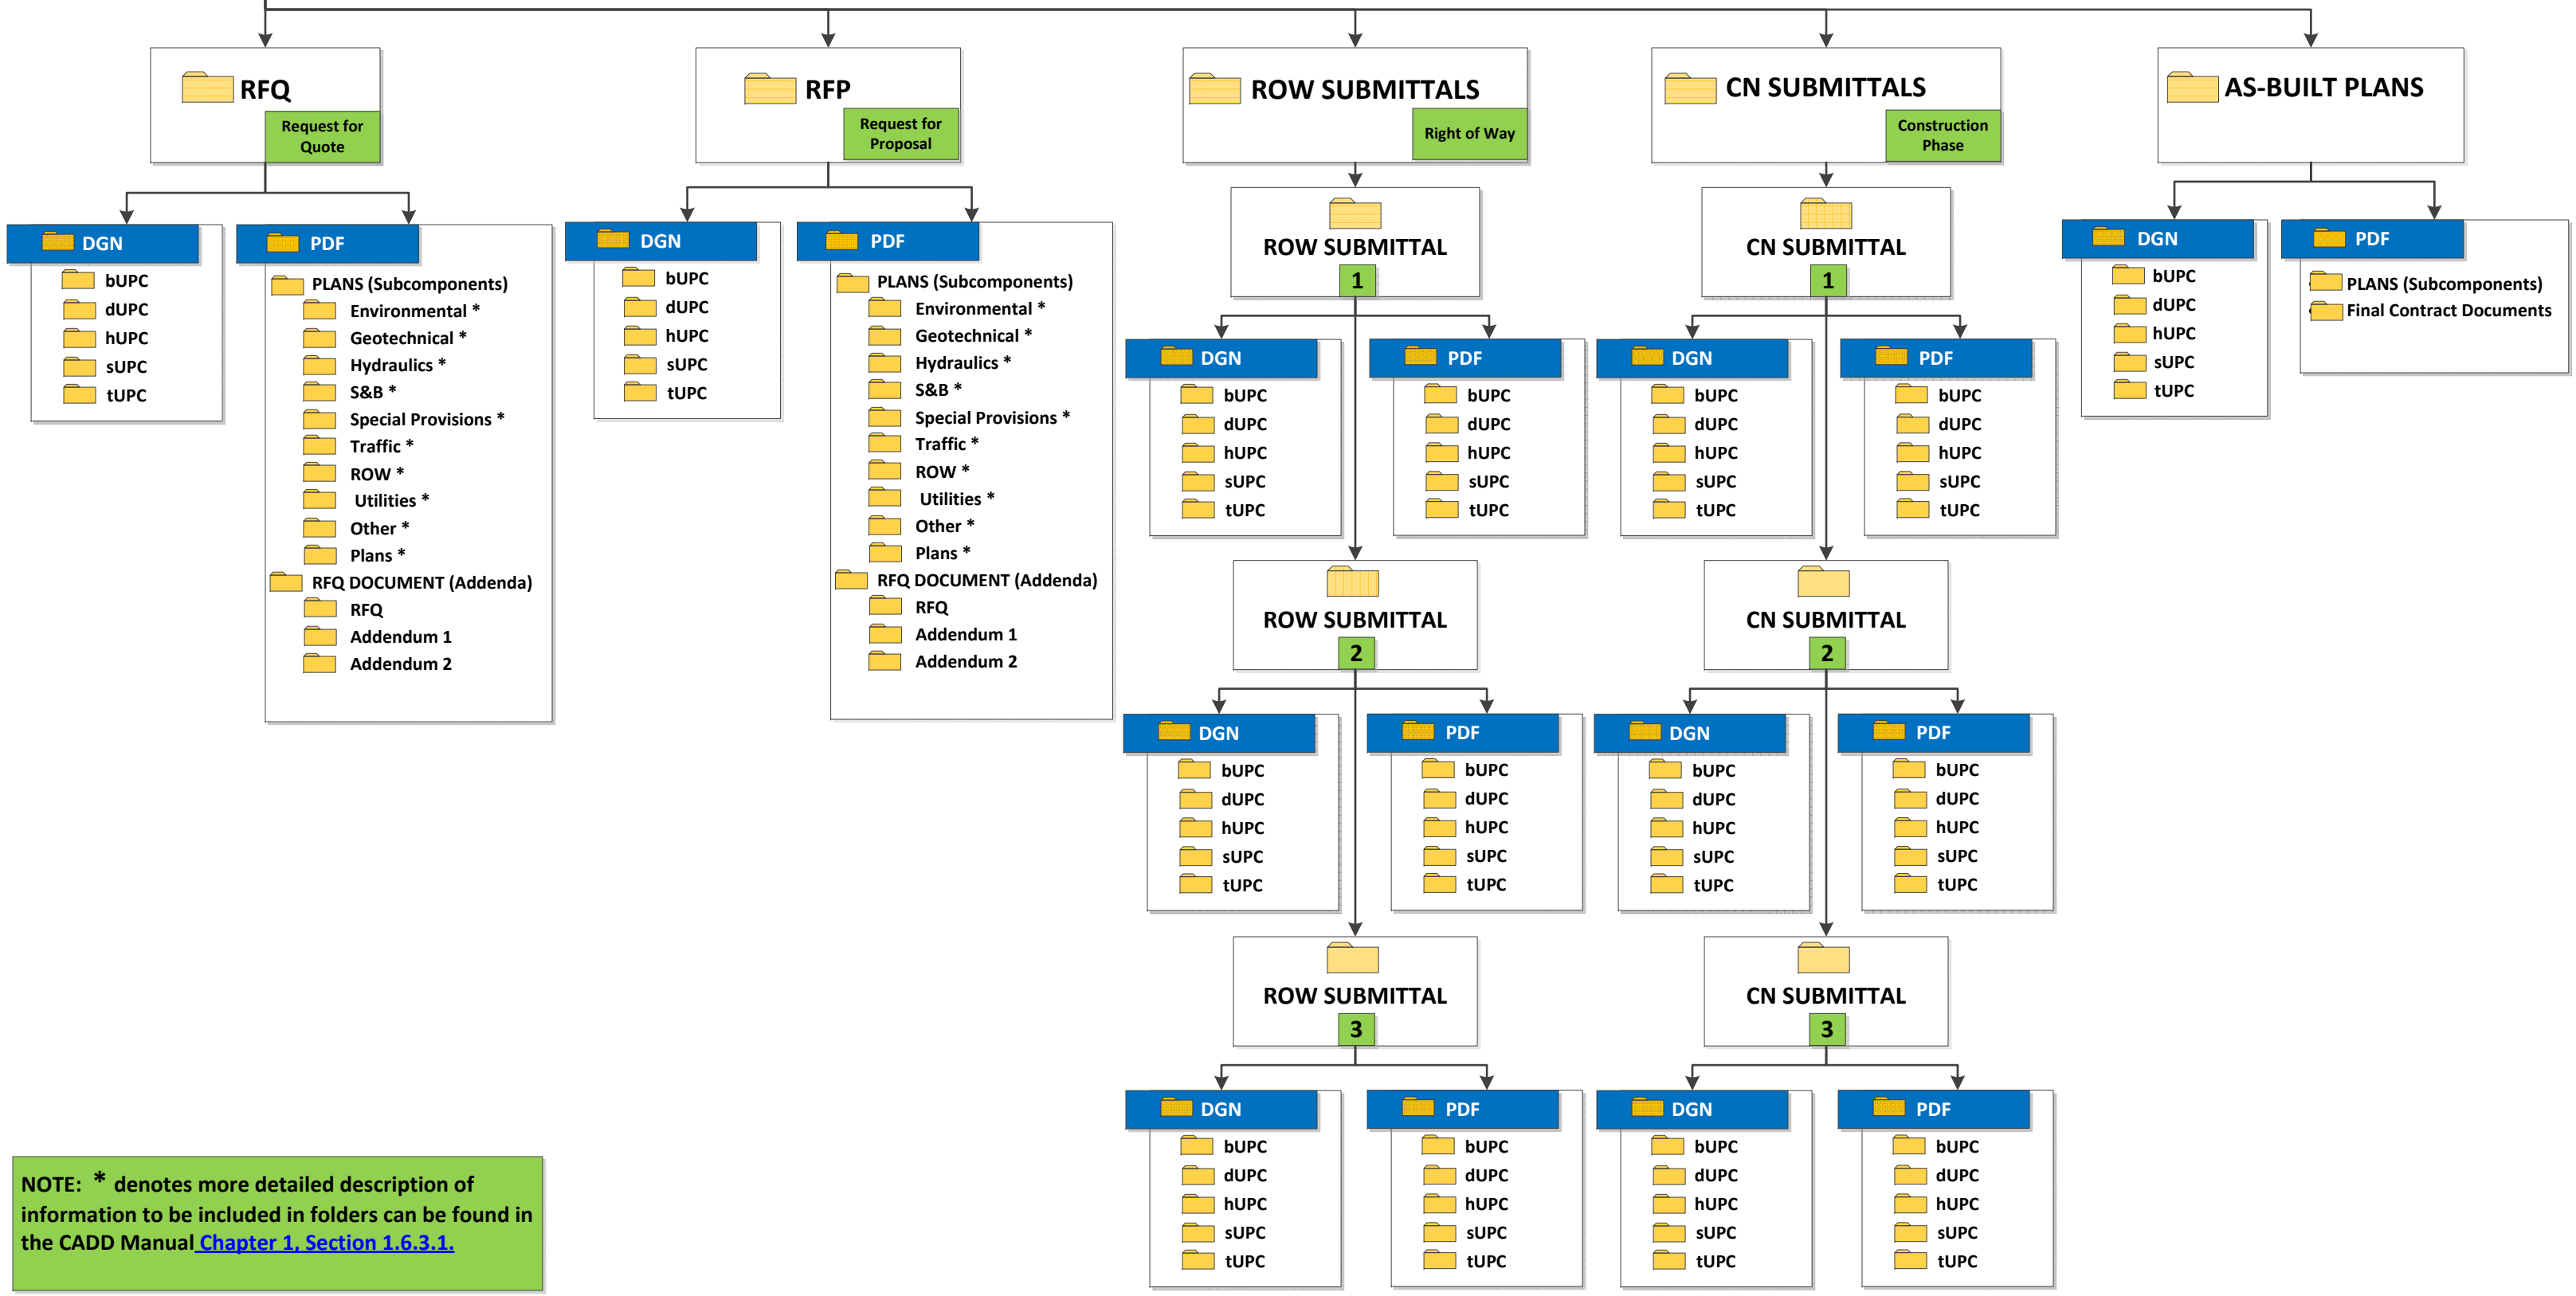 RFQ
Request for
Quote
DGN
bUPC
dUPC
hUPC
sUPC
tUPC
PDF
PLANS (Subcomponents)
Environmental *
Geotechnical *
Hydraulics *
S&B *
Special Provisions *
Traffic *
ROW *
Utilities *
Other *
Plans *
RFQ DOCUMENT (Addenda)
RFQ
Addendum 1
Addendum 2
RFP
Request for
Proposal
DGN
bUPC
dUPC
hUPC
sUPC
tUPC
PDF
PLANS (Subcomponents)
Environmental *
Geotechnical *
Hydraulics *
S&B *
Special Provisions *
Traffic *
ROW *
Utilities *
Other *
Plans *
RFQ DOCUMENT (Addenda)
RFQ
Addendum 1
Addendum 2
ROW SUBMITTALS
Right of Way
ROW SUBMITTAL
1
DGN
bUPC
dUPC
hUPC
sUPC
tUPC
PDF
bUPC
dUPC
hUPC
sUPC
tUPC
ROW SUBMITTAL
2
DGN
bUPC
dUPC
hUPC
sUPC
tUPC
PDF
bUPC
dUPC
hUPC
sUPC
tUPC
ROW SUBMITTAL
3
DGN
bUPC
dUPC
hUPC
sUPC
tUPC
PDF
bUPC
dUPC
hUPC
sUPC
tUPC
CN SUBMITTALS
Construction
Phase
CN SUBMITTAL
1
DGN
bUPC
dUPC
hUPC
sUPC
tUPC
PDF
bUPC
dUPC
hUPC
sUPC
tUPC
CN SUBMITTAL
2
DGN
bUPC
dUPC
hUPC
sUPC
tUPC
PDF
bUPC
dUPC
hUPC
sUPC
tUPC
CN SUBMITTAL
3
DGN
bUPC
dUPC
hUPC
sUPC
tUPC
PDF
bUPC
dUPC
hUPC
sUPC
tUPC
AS-BUILT PLANS
DGN
bUPC
dUPC
hUPC
sUPC
tUPC
PDF
PLANS (Subcomponents)
Final Contract Documents
NOTE: * denotes more detailed description of
information to be included in folders can be found in
the CADD Manual Chapter 1, Section 1.6.3.1.